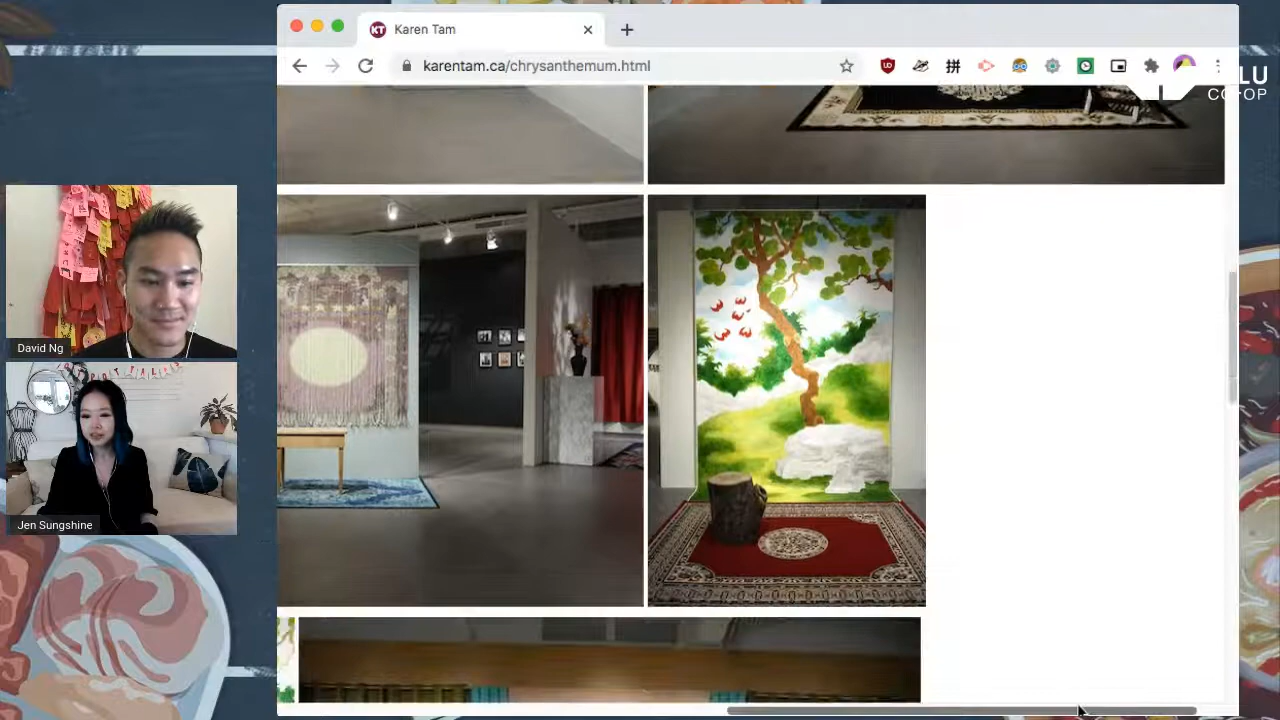 Karen Tam
karentam.ca/chrysanthemum.html
LU
CO-OP
David Ng
Jen Sungshine